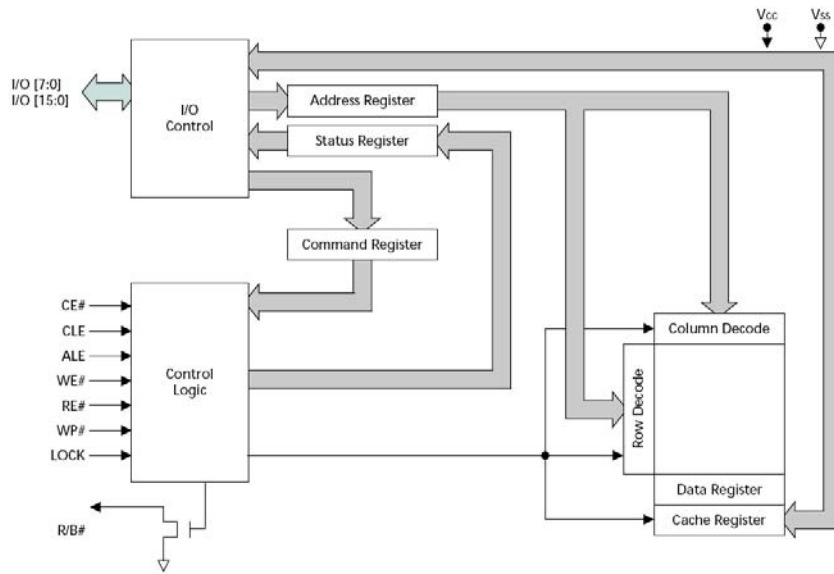 Vcc
Vss
I/O [7:0]
I/O [15:0]
I/O
Control
Address Register
Status Register
Command Register
CE#
CLE
ALE
WE#
RE#
WP#
LOCK
Control
Logic
Column Decode
Row Decode
Data Register
Cache Register
R/B#